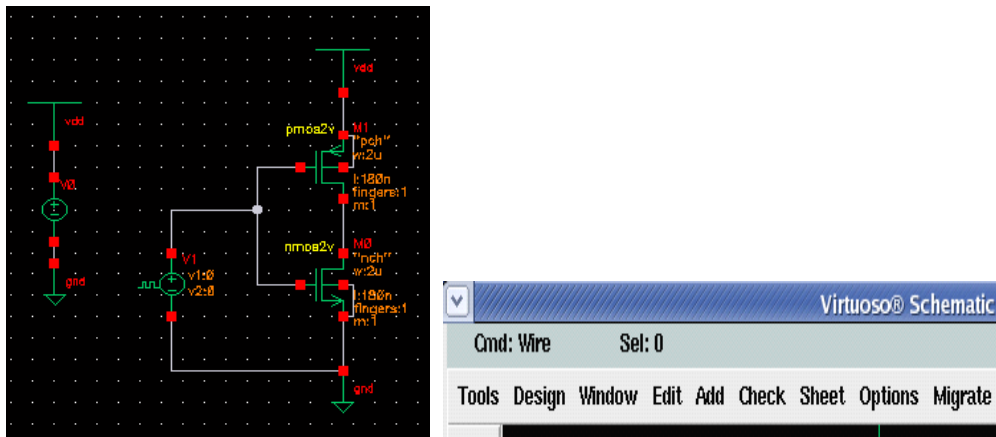 vdd
vdd
pmos2v
M1
"pch"
w:2u
l:180n
fingers:1
m:1
V0
nmos2v
M0
"nch"
w:2u
l:180n
fingers:1
m:1
V1
v1:0
v2:0
gnd
gnd
Virtuoso® Schematic
Cmd: Wire Sel: 0
Tools Design Window Edit Add Check Sheet Options Migrate